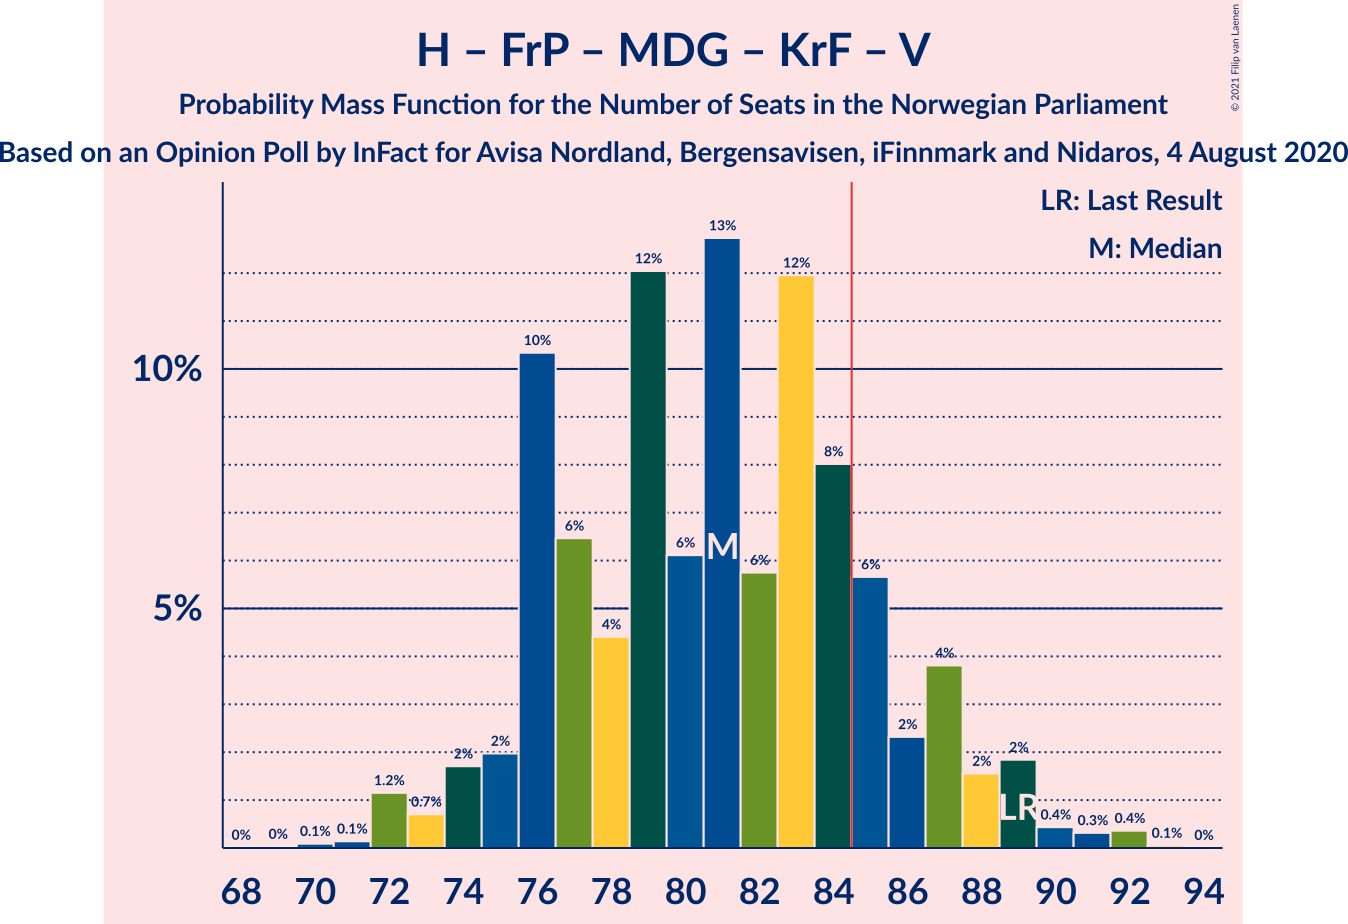 H – FrP – MDG – KrF – V
Probability Mass Function for the Number of Seats in the Norwegian Parliament
Based on an Opinion Poll by InFact for Avisa Nordland, Bergensavisen, iFinnmark and Nidaros, 4 August 2020
© 2021 Filip van Laenen
LR: Last Result
M: Median
10%
5%
0% 0% 0.1% 0.1% 1.2% 0.7% 2% 2% 10% 6% 4% 12% 6% 13% 6% 12% 8% 6% 2% 4% 2% 2% 0.4% 0.3% 0.4% 0.1% 0%
M
LR
68 70 72 74 76 78 80 82 84 86 88 90 92 94